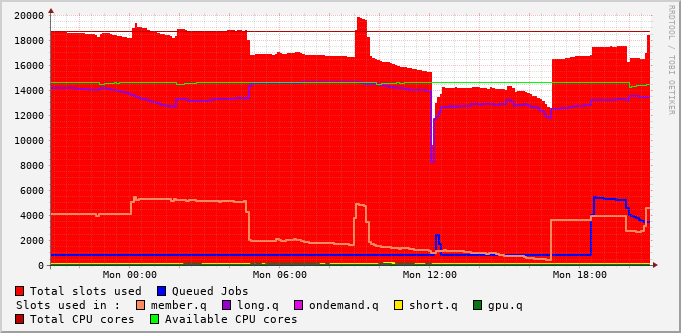 20000
18000
16000
14000
12000
10000
8000
6000
4000
2000
0
Mon 00:00 Mon 06:00 Mon 12:00 Mon 18:00
RRDTOOL / TOBI OETIKER
Total slots used Queued Jobs
Slots used in : member.q long.q ondemand.q short.q gpu.q
Total CPU cores Available CPU cores